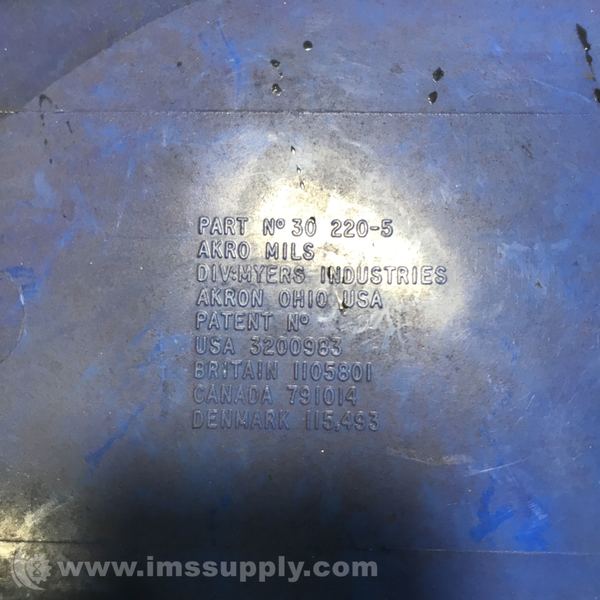 PART Nº 30 220-5
AKRO MILS
DIV:MYERS INDUSTRIES
AKRON OHIO USA
PATENT Nº
USA 3200983
BRITAIN 1105801
CANADA 791014
DENMARK 115,493
www.imssupply.com